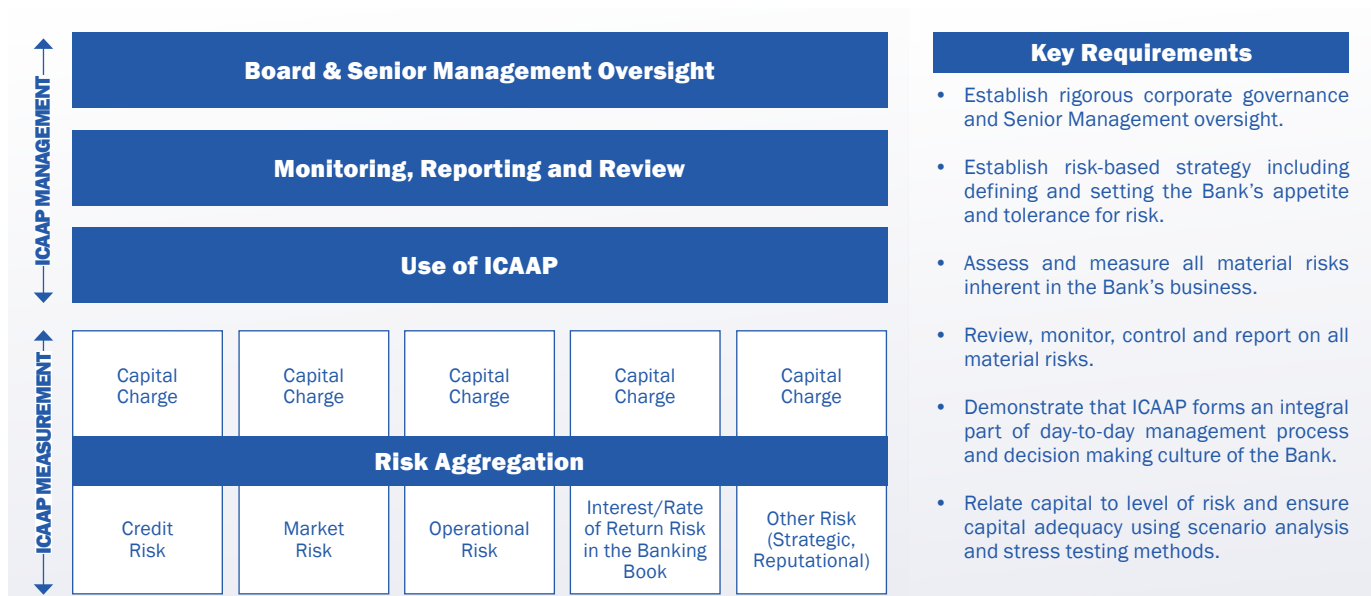 ICAAP MANAGEMENT
Board & Senior Management Oversight
Monitoring, Reporting and Review
Use of ICAAP
ICAAP MEASUREMENT
Capital
Charge
Capital
Charge
Capital
Charge
Capital
Charge
Capital
Charge
Risk Aggregation
Credit
Risk
Market
Risk
Operational
Risk
Interest/Rate
of Return Risk
in the Banking
Book
Other Risk
(Strategic,
Reputational)
Key Requirements
• Establish rigorous corporate governance
and Senior Management oversight.
• Establish risk-based strategy including
defining and setting the Bank’s appetite
and tolerance for risk.
• Assess and measure all material risks
inherent in the Bank’s business.
• Review, monitor, control and report on all
material risks.
• Demonstrate that ICAAP forms an integral
part of day-to-day management process
and decision making culture of the Bank.
• Relate capital to level of risk and ensure
capital adequacy using scenario analysis
and stress testing methods.